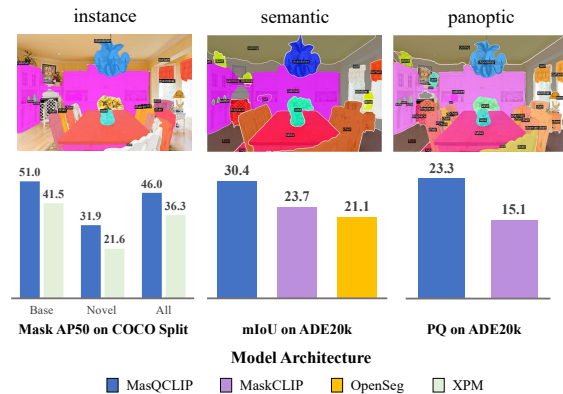 instance semantic panoptic
51.0 41.5 31.9 21.6 46.0 36.3
30.4 23.7 21.1
23.3 15.1
Base Novel All
Mask AP50 on COCO Split mIoU on ADE20k PQ on ADE20k
Model Architecture
MasQCLIP MaskCLIP OpenSeg XPM